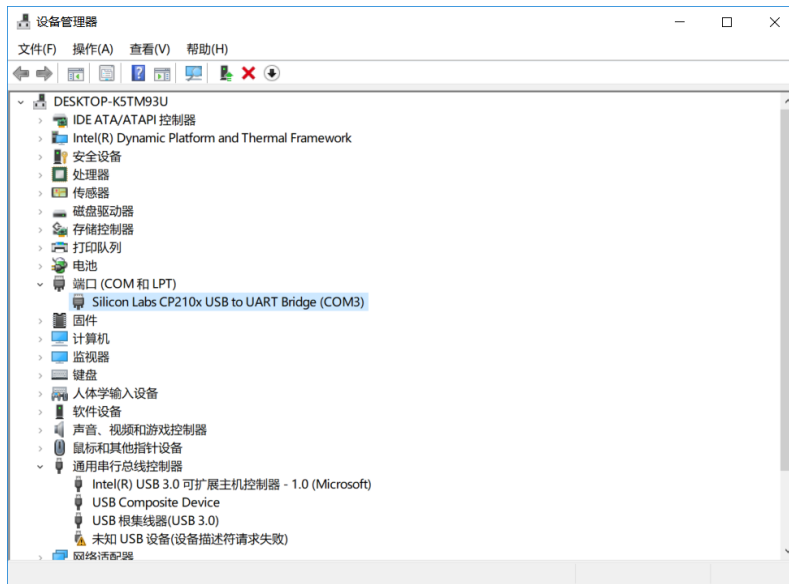 设备管理器
文件(F) 操作(A) 查看(V) 帮助(H)
DESKTOP-K5TM93U
IDE ATA/ATAPI 控制器
Intel(R) Dynamic Platform and Thermal Framework
安全设备
处理器
传感器
磁盘驱动器
存储控制器
打印队列
电池
端口 (COM 和 LPT)
Silicon Labs CP210x USB to UART Bridge (COM3)
固件
计算机
监视器
键盘
人体学输入设备
软件设备
声音、视频和游戏控制器
鼠标和其他指针设备
通用串行总线控制器
Intel(R) USB 3.0 可扩展主机控制器 - 1.0 (Microsoft)
USB Composite Device
USB 根集线器(USB 3.0)
未知 USB 设备(设备描述符请求失败)
网络适配器